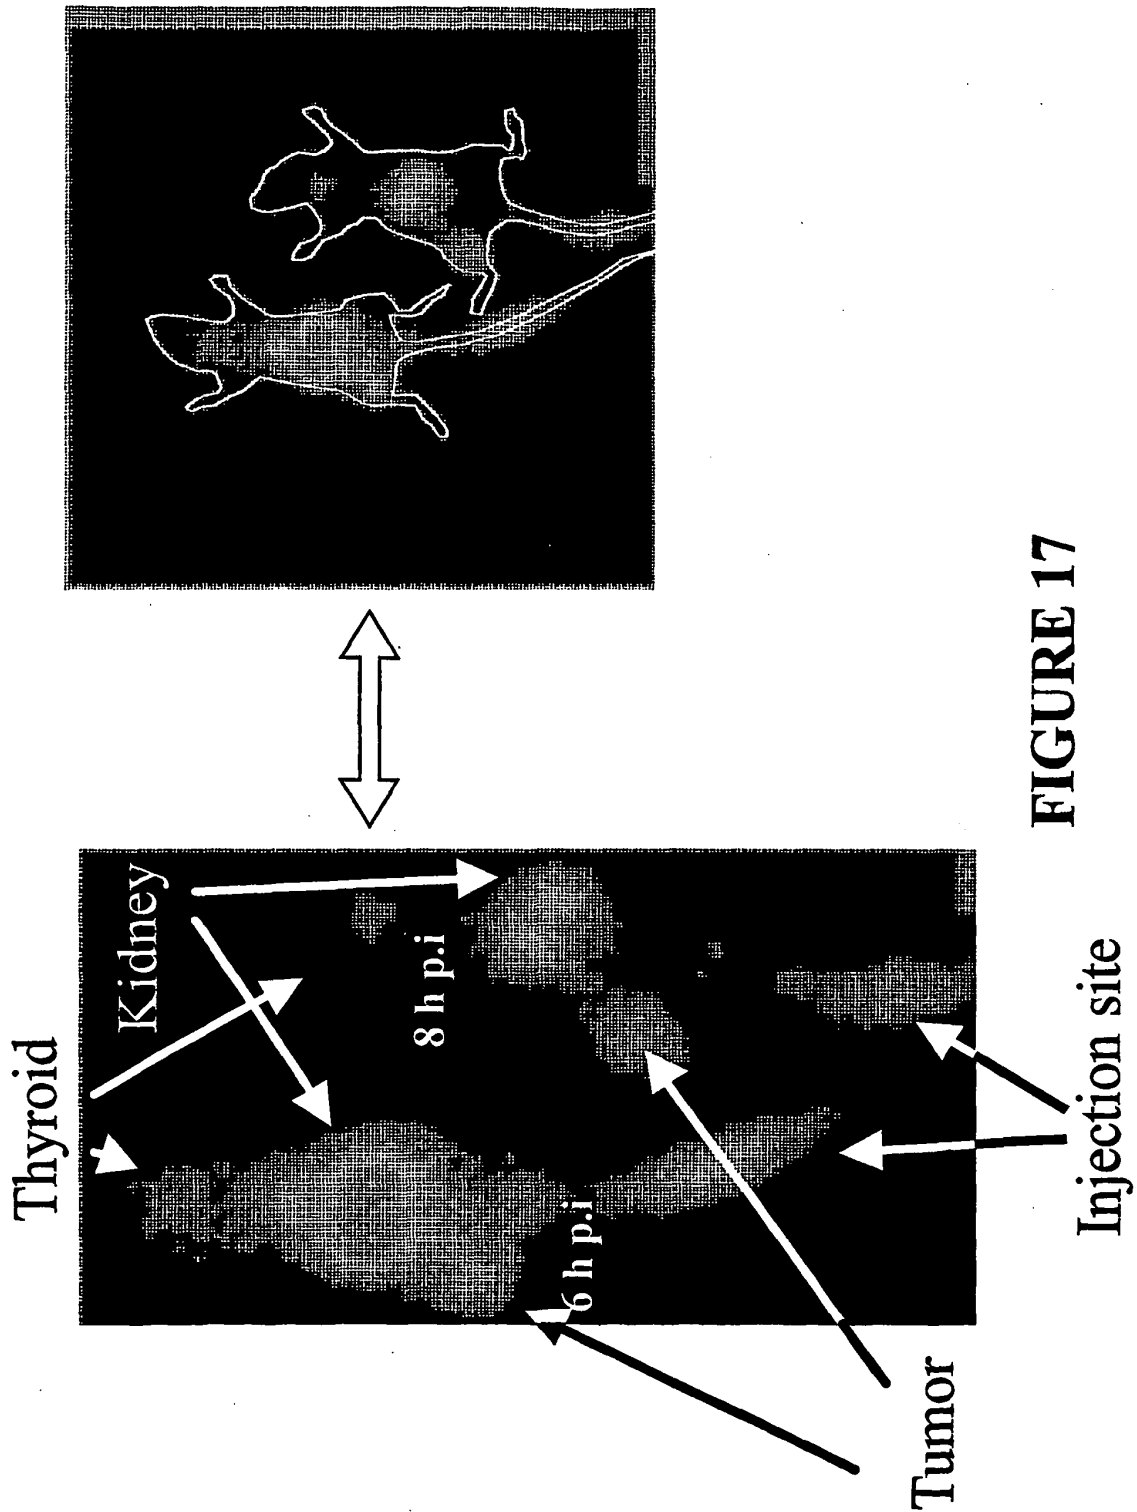 Thyroid
Kidney
8 h p.i
6 h p.i
Tumor
Injection site
FIGURE 17